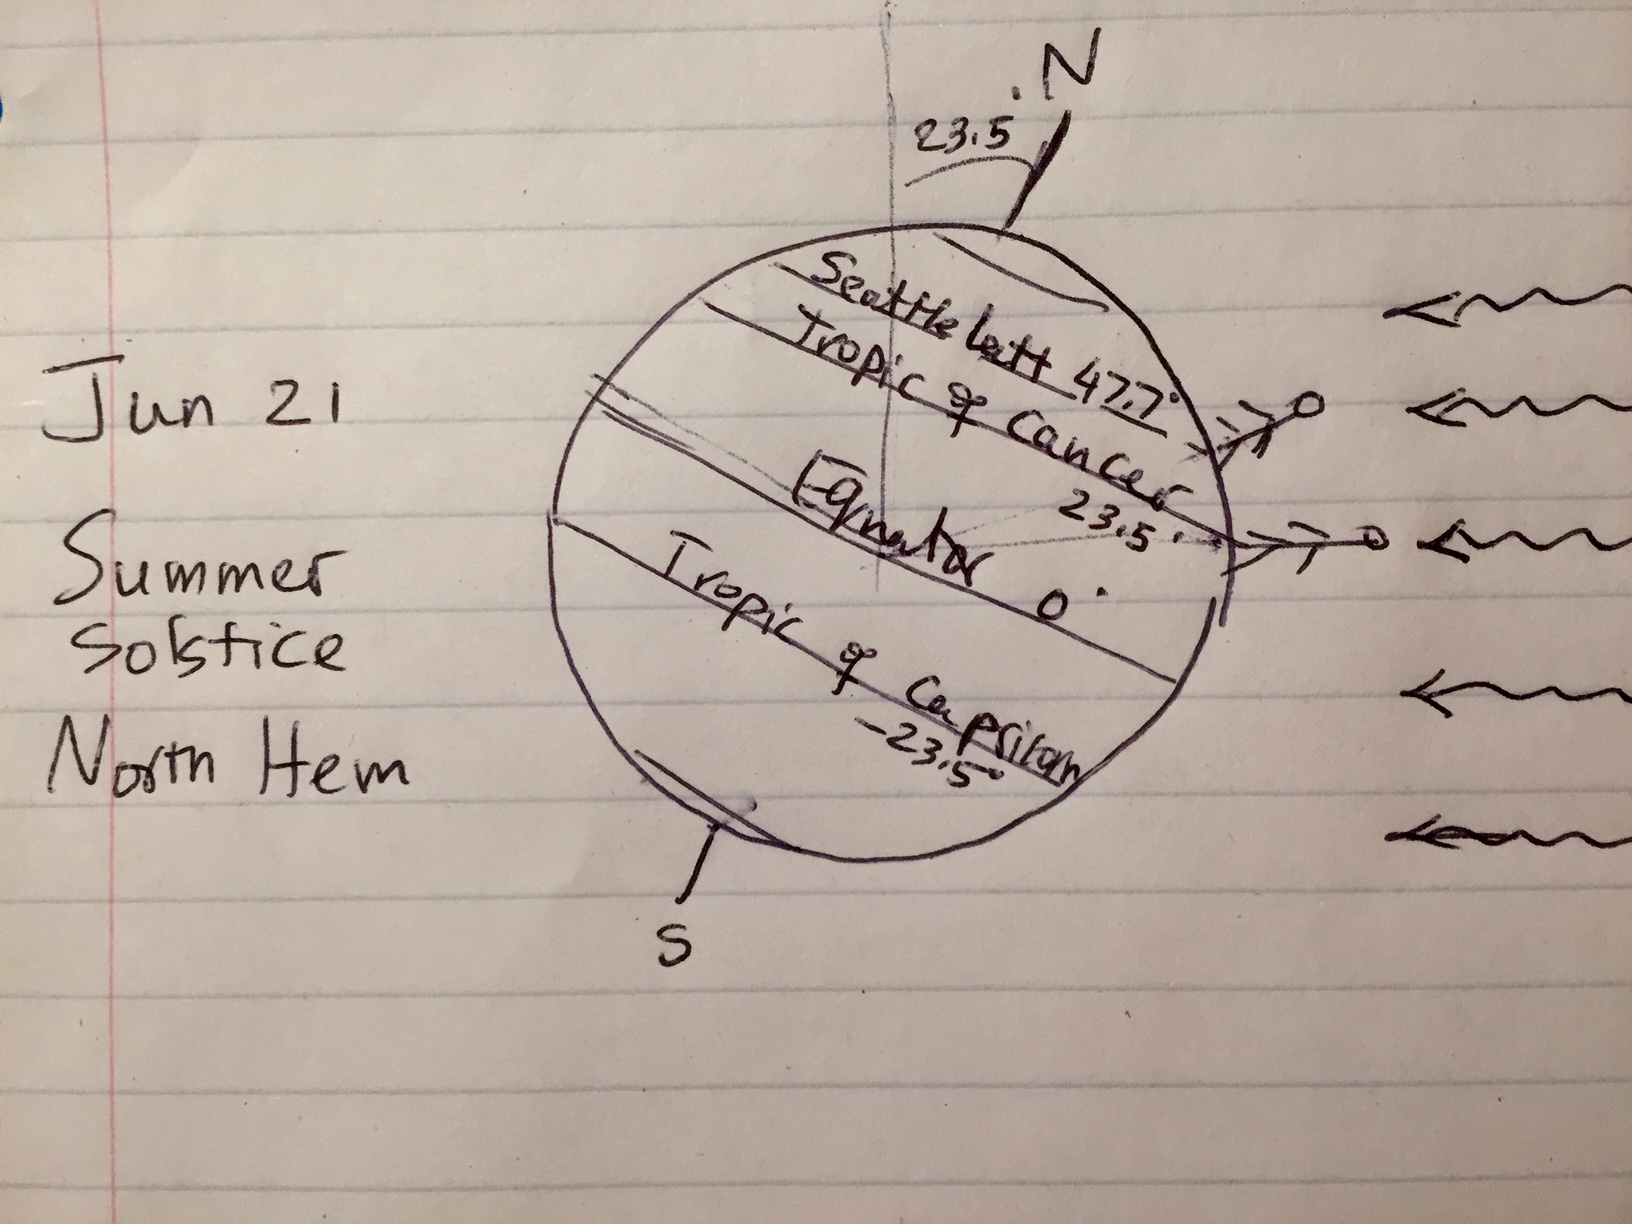 N
23.5°
Seattle latt 47.7°
Tropic of Cancer
23.5°
Jun 21
Equator 0°
Summer
Solstice
Tropic of Capricon
-23.5°
North Hem
S